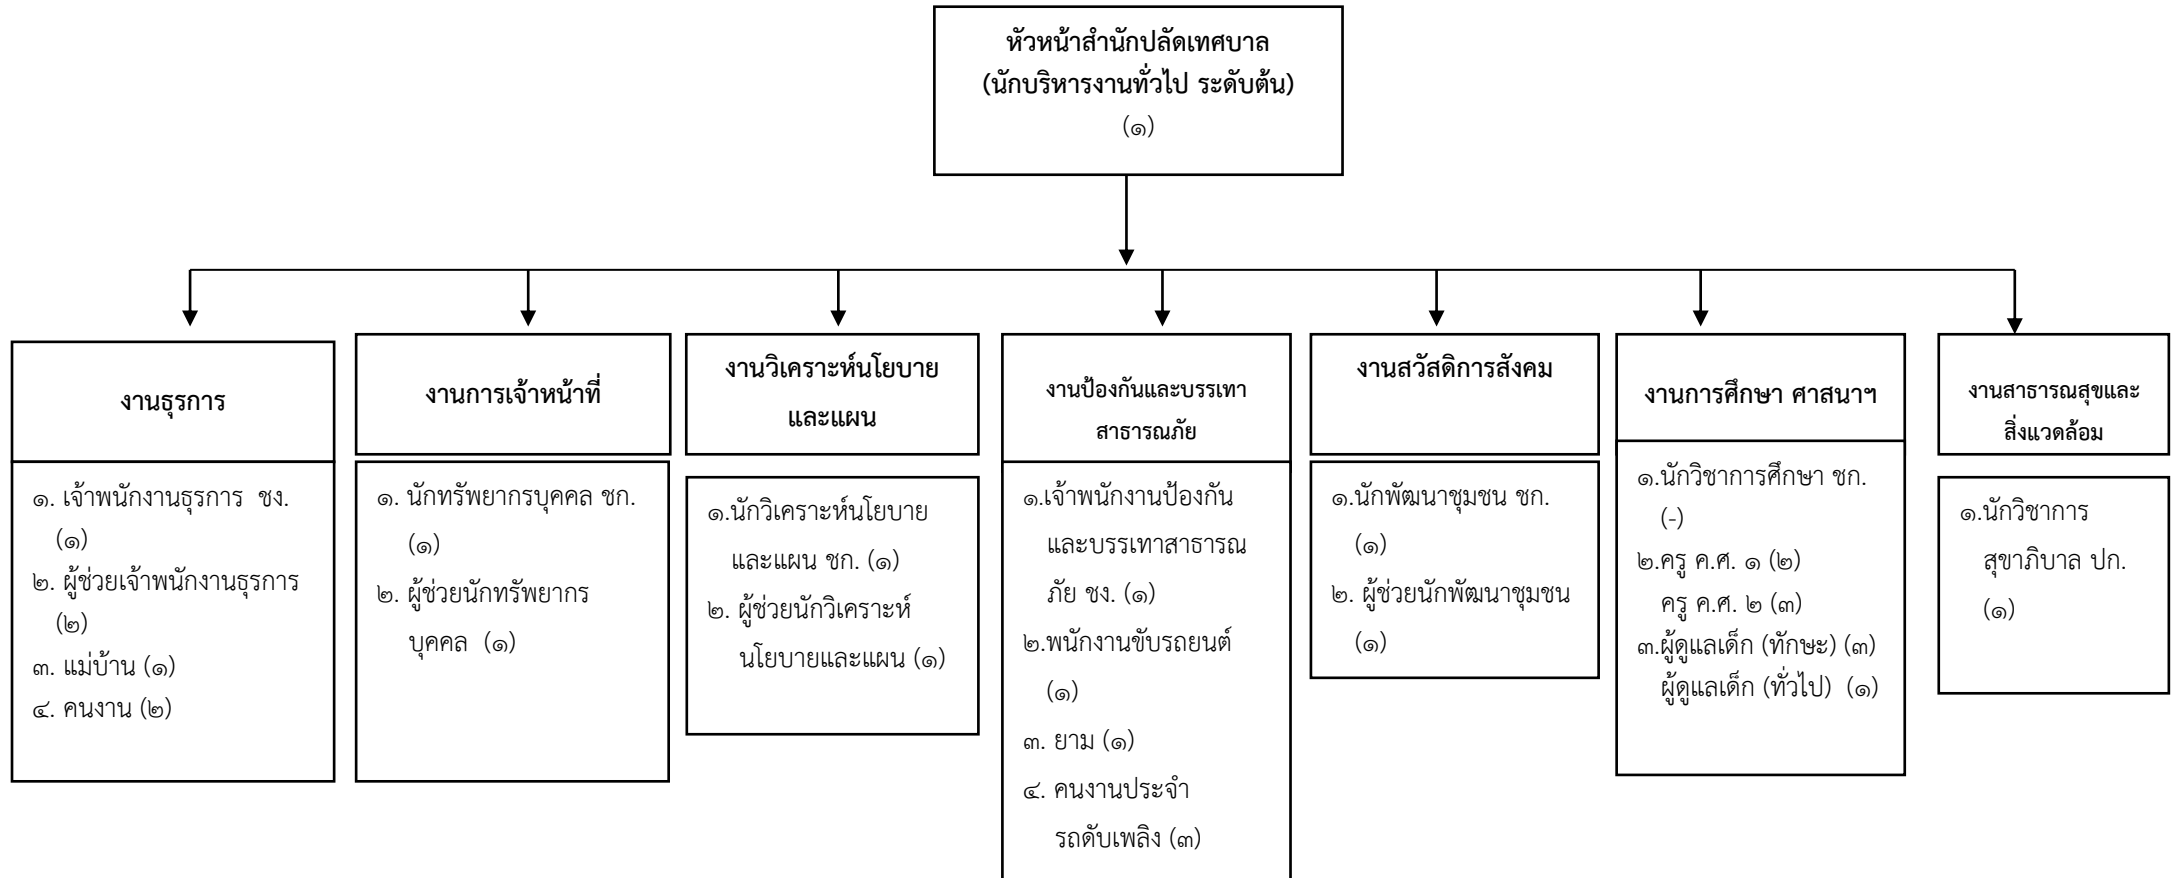 หัวหน้าสำนักปลัดเทศบาล
(นักบริหารงานทั่วไป ระดับต้น)
(๑)
งานธุรการ
๑. เจ้าพนักงานธุรการ  ชง.
(๑)
๒. ผู้ช่วยเจ้าพนักงานธุรการ
(๒)
๓. แม่บ้าน (๑)
๔. คนงาน (๒)
งานการเจ้าหน้าที่
๑. นักทรัพยากรบุคคล ชก.
(๑)
๒. ผู้ช่วยนักทรัพยากร
บุคคล  (๑)
งานวิเคราะห์นโยบาย
และแผน
๑.นักวิเคราะห์นโยบาย
และแผน ชก. (๑)
๒. ผู้ช่วยนักวิเคราะห์
นโยบายและแผน (๑)
งานป้องกันและบรรเทา
สาธารณภัย
๑.เจ้าพนักงานป้องกัน
และบรรเทาสาธารณ
ภัย ชง. (๑)
๒.พนักงานขับรถยนต์
(๑)
๓. ยาม (๑)
๔. คนงานประจำ
รถดับเพลิง (๓)
งานสวัสดิการสังคม
๑.นักพัฒนาชุมชน ชก.
(๑)
๒. ผู้ช่วยนักพัฒนาชุมชน
(๑)
งานการศึกษา ศาสนาฯ
๑.นักวิชาการศึกษา ชก.
(-)
๒.ครู ค.ศ. ๑ (๒)
ครู ค.ศ. ๒ (๓)
๓.ผู้ดูแลเด็ก (ทักษะ) (๓)
ผู้ดูแลเด็ก (ทั่วไป)  (๑)
งานสาธารณสุขและ
สิ่งแวดล้อม
๑.นักวิชาการ
สุขาภิบาล ปก.
(๑)